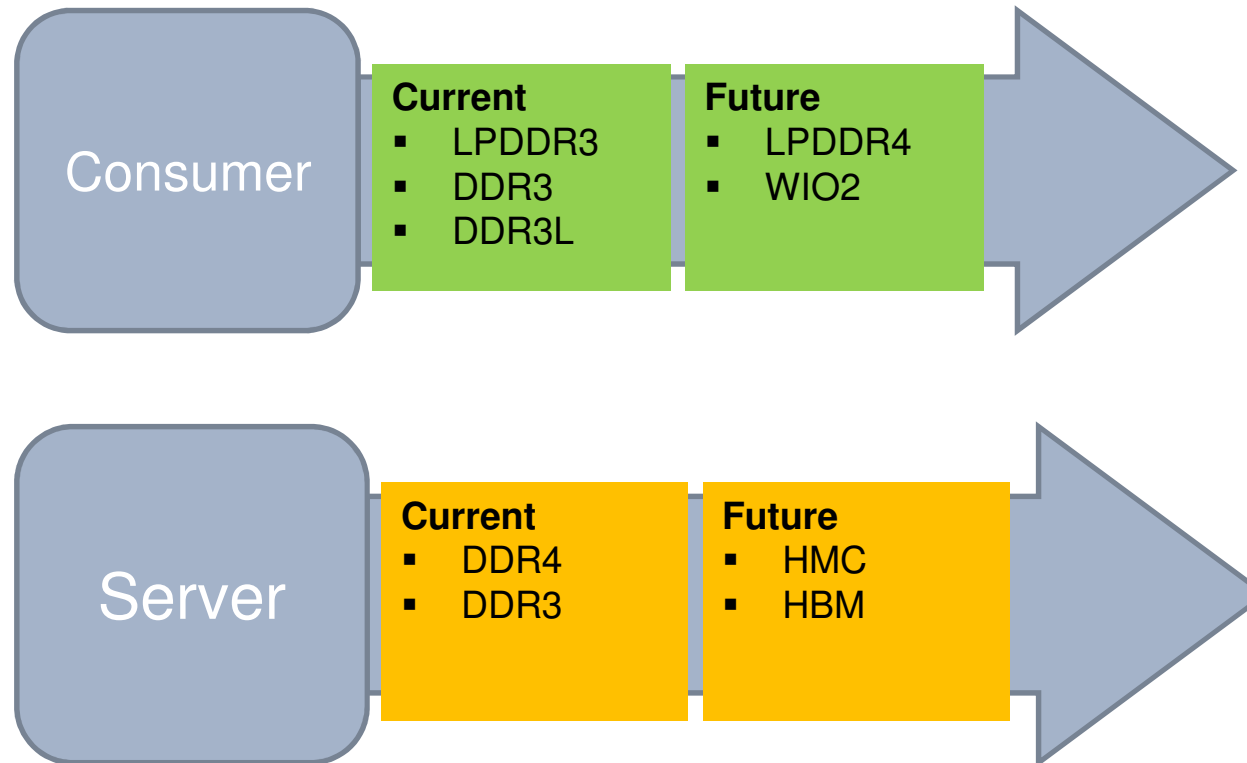 Consumer
Current
▪ LPDDR3
▪ DDR3
▪ DDR3L
Future
▪ LPDDR4
▪ WIO2
Server
Current
▪ DDR4
▪ DDR3
Future
▪ HMC
▪ HBM